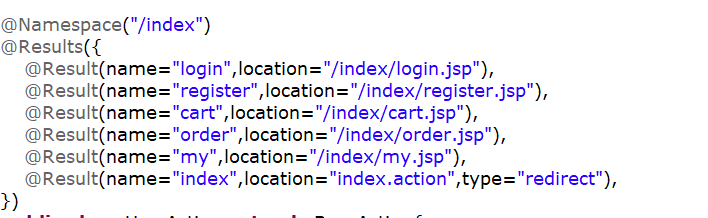 @Namespace("/index")
@Results({
    @Result(name="login",location="/index/login.jsp"),
    @Result(name="register",location="/index/register.jsp"),
    @Result(name="cart",location="/index/cart.jsp"),
    @Result(name="order",location="/index/order.jsp"),
    @Result(name="my",location="/index/my.jsp"),
    @Result(name="index",location="index.action",type="redirect"),
})